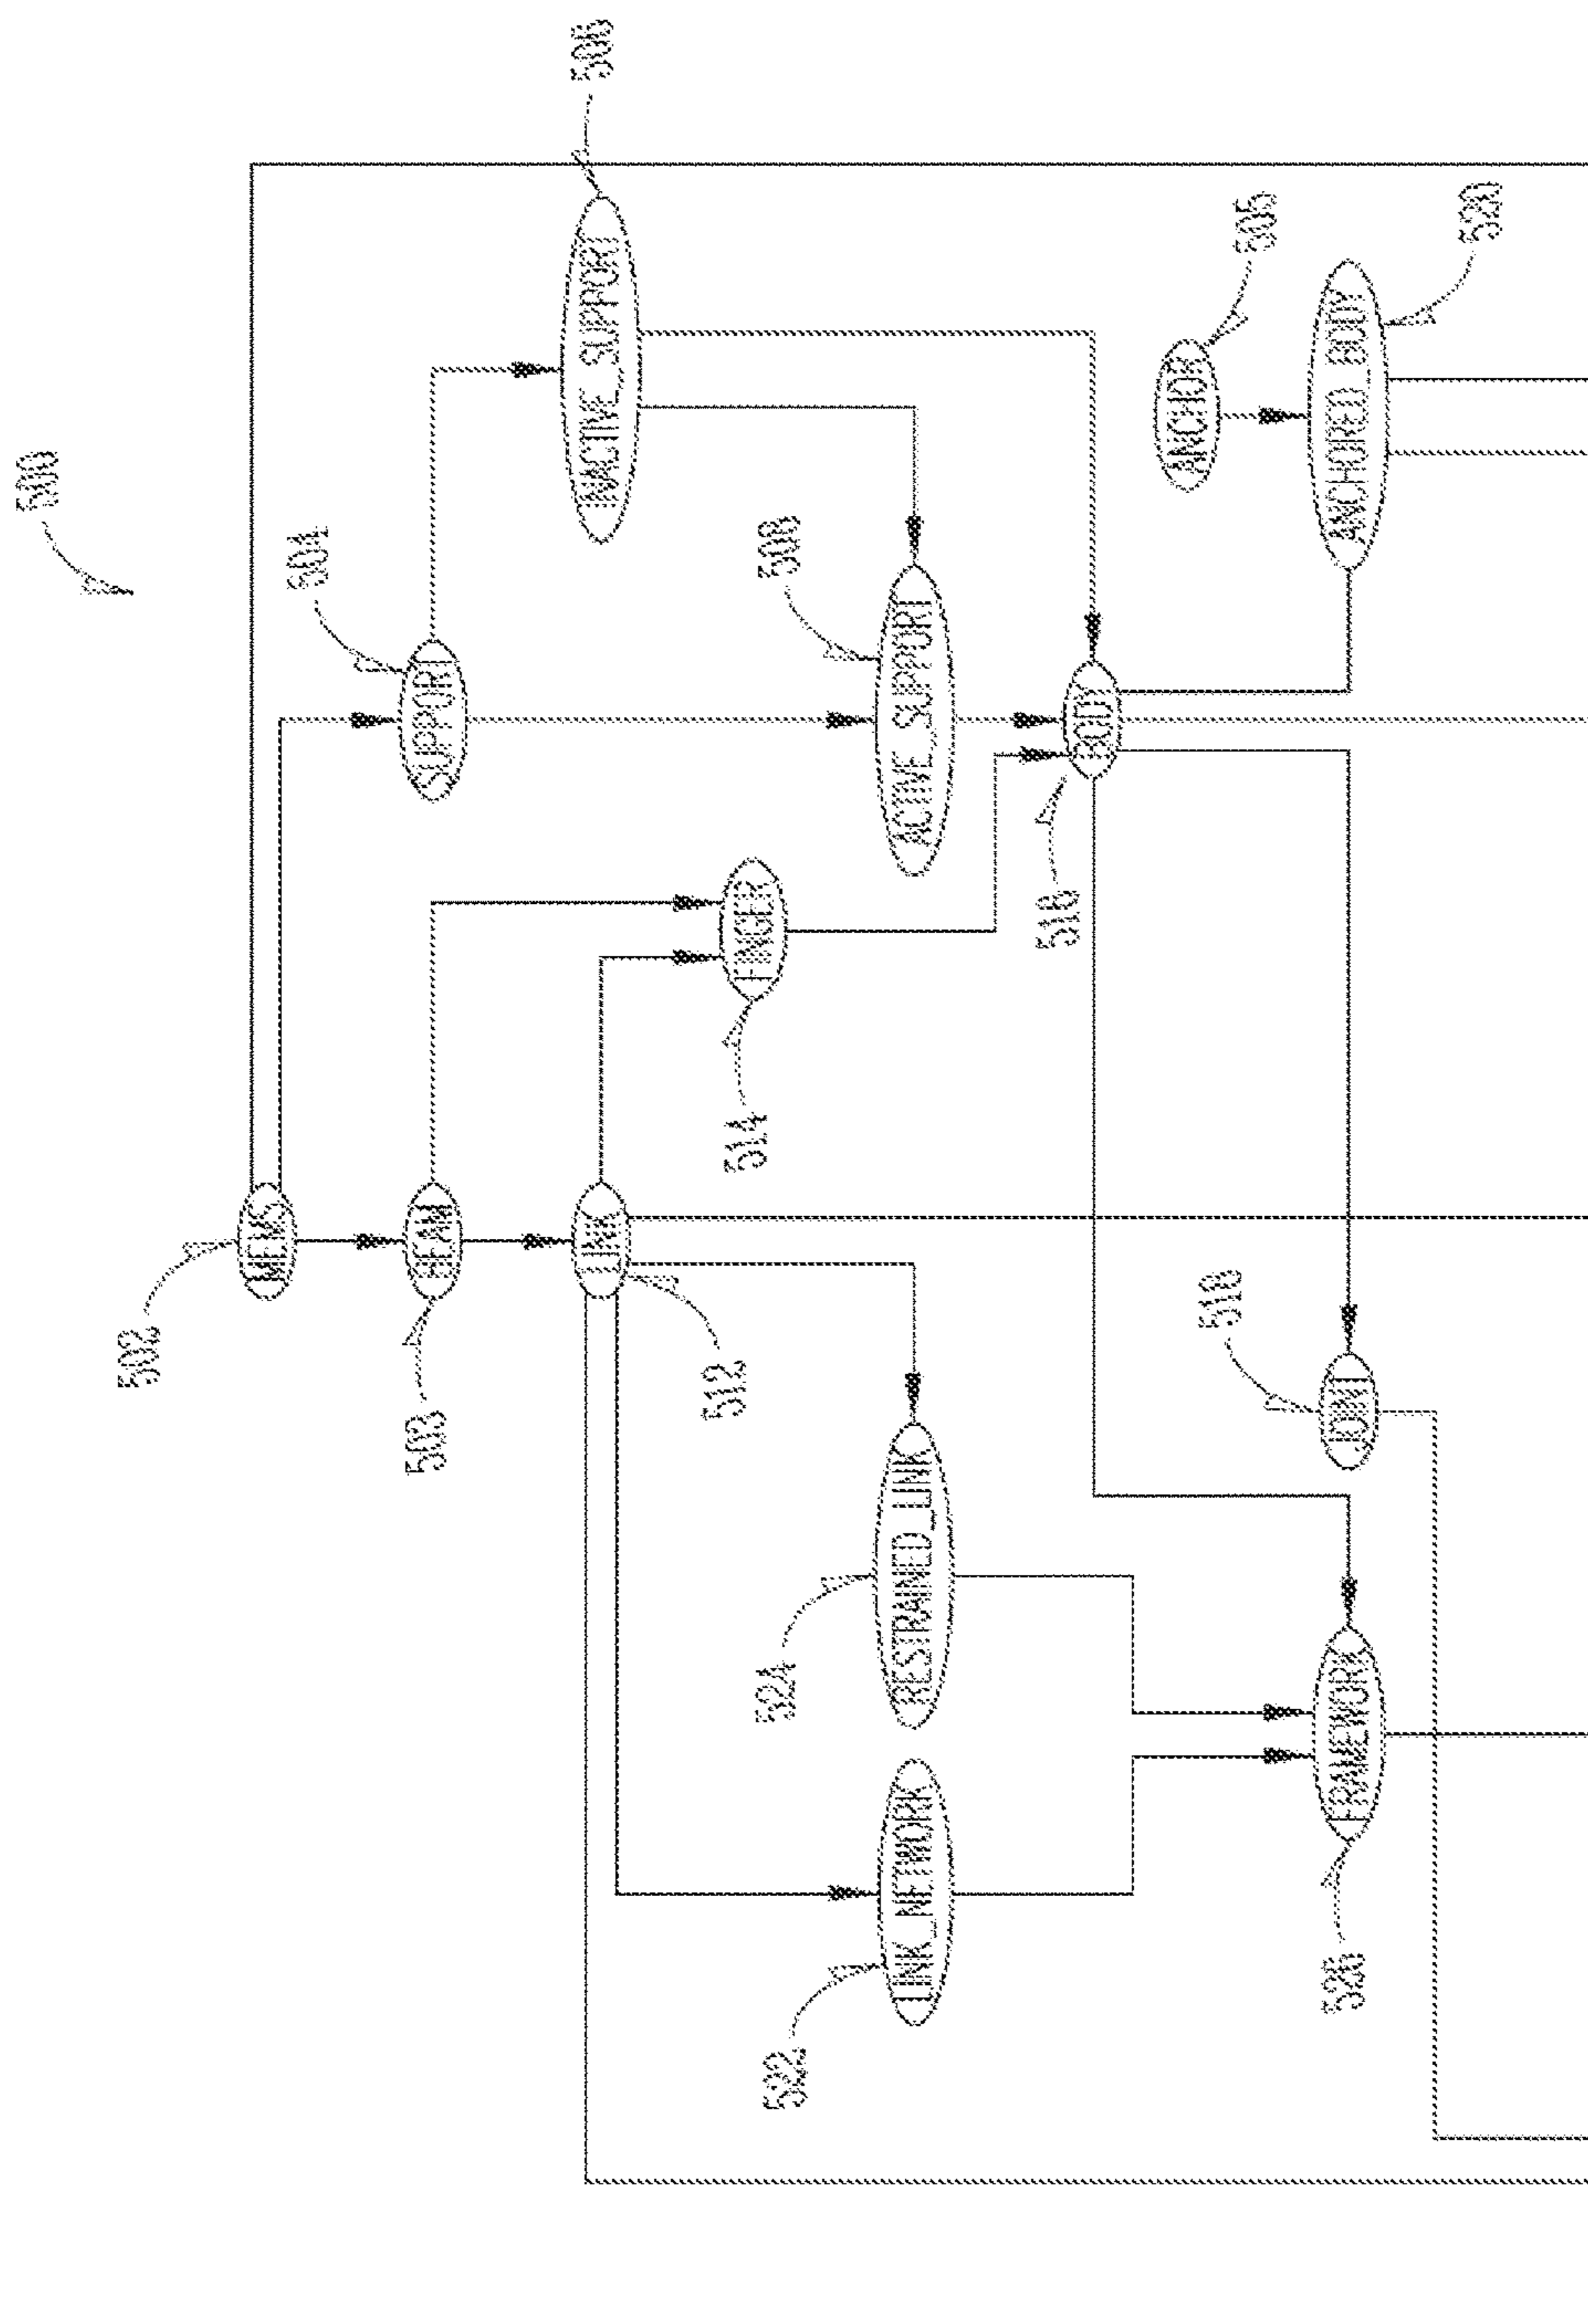 500
502
MEMS
504
SUPPORT
503
BEAM
506
INACTIVE_SUPPORT
512
LINK
514
FINGER
508
ACTIVE_SUPPORT
522
LINK_NETWORK
524
RESTRAINED_LINK
516
BODY
505
ANCHOR
520
ANCHORED_BODY
518
JOINT
526
FRAMEWORK